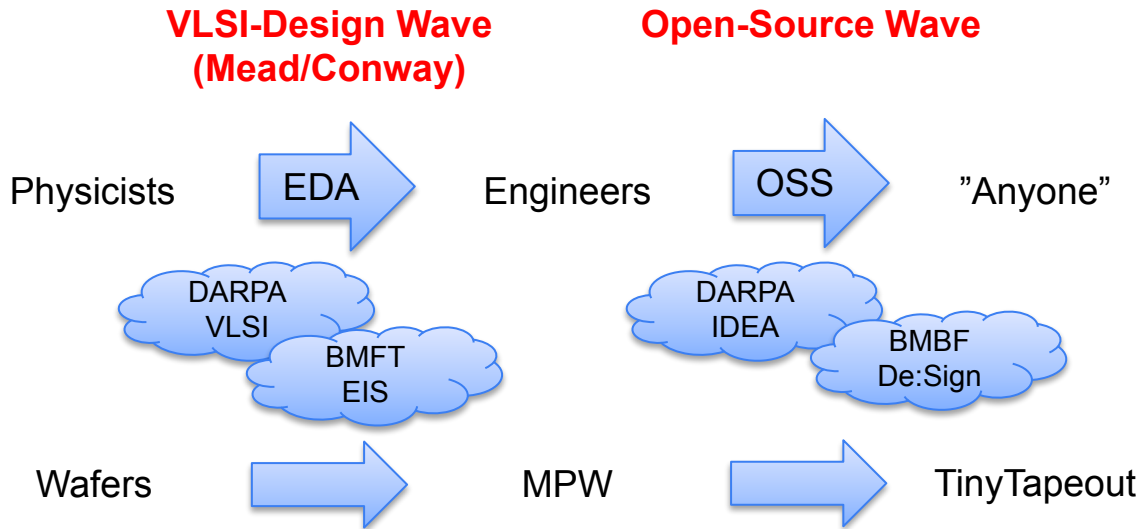 VLSI-Design Wave
(Mead/Conway)
Open-Source Wave
Physicists
EDA
Engineers
OSS
”Anyone”
DARPA
VLSI
BMFT
EIS
DARPA
IDEA
BMBF
De:Sign
Wafers
MPW
TinyTapeout